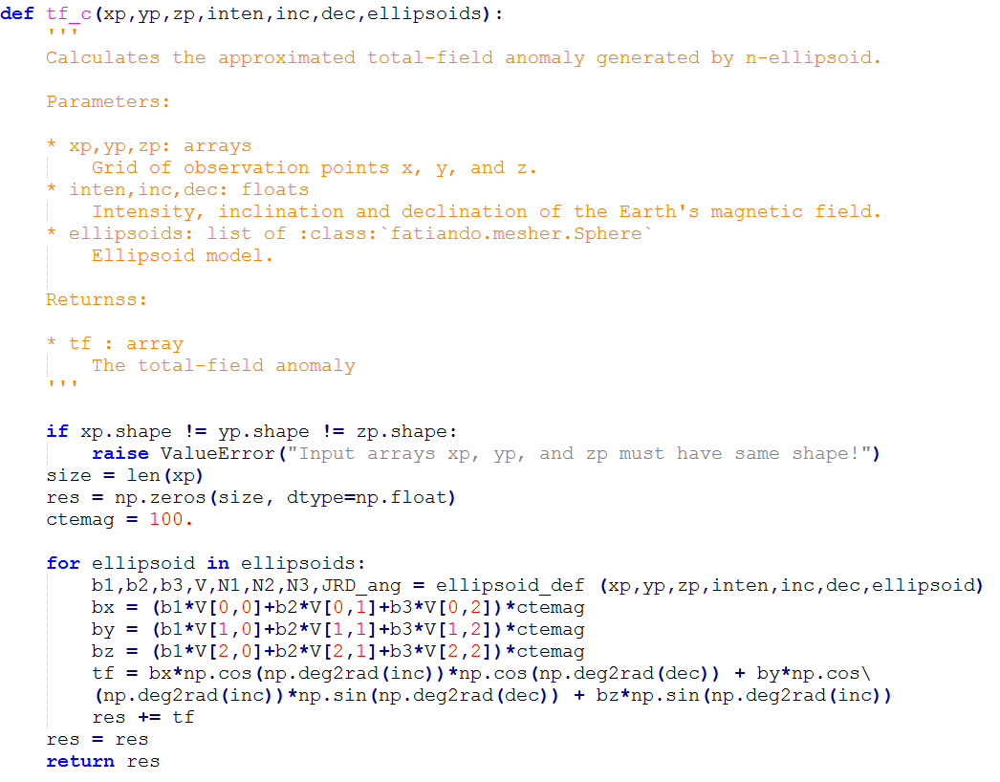 def tf_c(xp,yp,zp,inten,inc,dec,ellipsoids):
    '''
    Calculates the approximated total-field anomaly generated by n-ellipsoid.

    Parameters:

    * xp,yp,zp: arrays
        Grid of observation points x, y, and z.
    * inten,inc,dec: floats
        Intensity, inclination and declination of the Earth's magnetic field.
    * ellipsoids: list of :class:`fatiando.mesher.Sphere`
        Ellipsoid model.

    Returnss:

    * tf : array
        The total-field anomaly
    '''

    if xp.shape != yp.shape != zp.shape:
        raise ValueError("Input arrays xp, yp, and zp must have same shape!")
    size = len(xp)
    res = np.zeros(size, dtype=np.float)
    ctemag = 100.

    for ellipsoid in ellipsoids:
        b1,b2,b3,V,N1,N2,N3,JRD_ang = ellipsoid_def (xp,yp,zp,inten,inc,dec,ellipsoid)
        bx = (b1*V[0,0]+b2*V[0,1]+b3*V[0,2])*ctemag
        by = (b1*V[1,0]+b2*V[1,1]+b3*V[1,2])*ctemag
        bz = (b1*V[2,0]+b2*V[2,1]+b3*V[2,2])*ctemag
        tf = bx*np.cos(np.deg2rad(inc))*np.cos(np.deg2rad(dec)) + by*np.cos\
        (np.deg2rad(inc))*np.sin(np.deg2rad(dec)) + bz*np.sin(np.deg2rad(inc))
        res += tf
    res = res
    return res